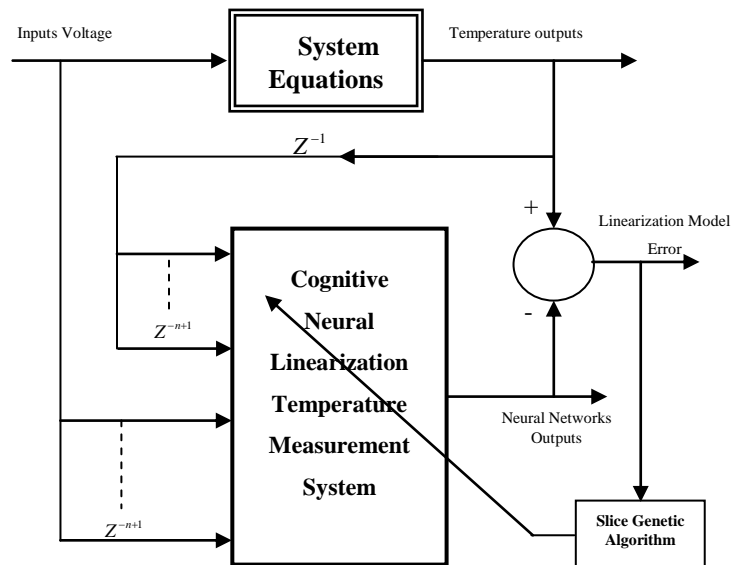 Inputs Voltage
System
Equations
Temperature outputs
Z⁻¹
+
Linearization Model
Error
-
Cognitive
Neural
Linearization
Temperature
Measurement
System
Z⁻ⁿ⁺¹
Z⁻ⁿ⁺¹
Neural Networks
Outputs
Slice Genetic
Algorithm